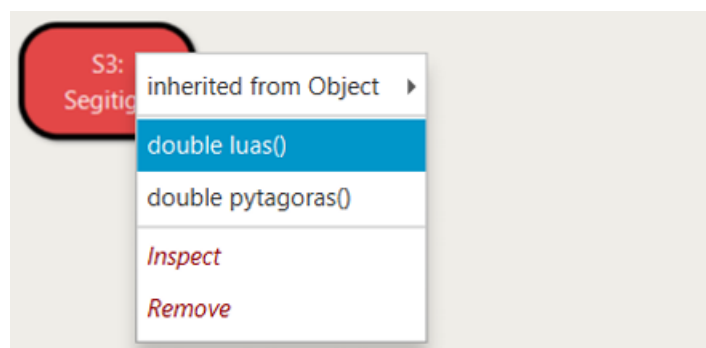 S3:
Segitig
inherited from Object
double luas()
double pytagoras()
Inspect
Remove